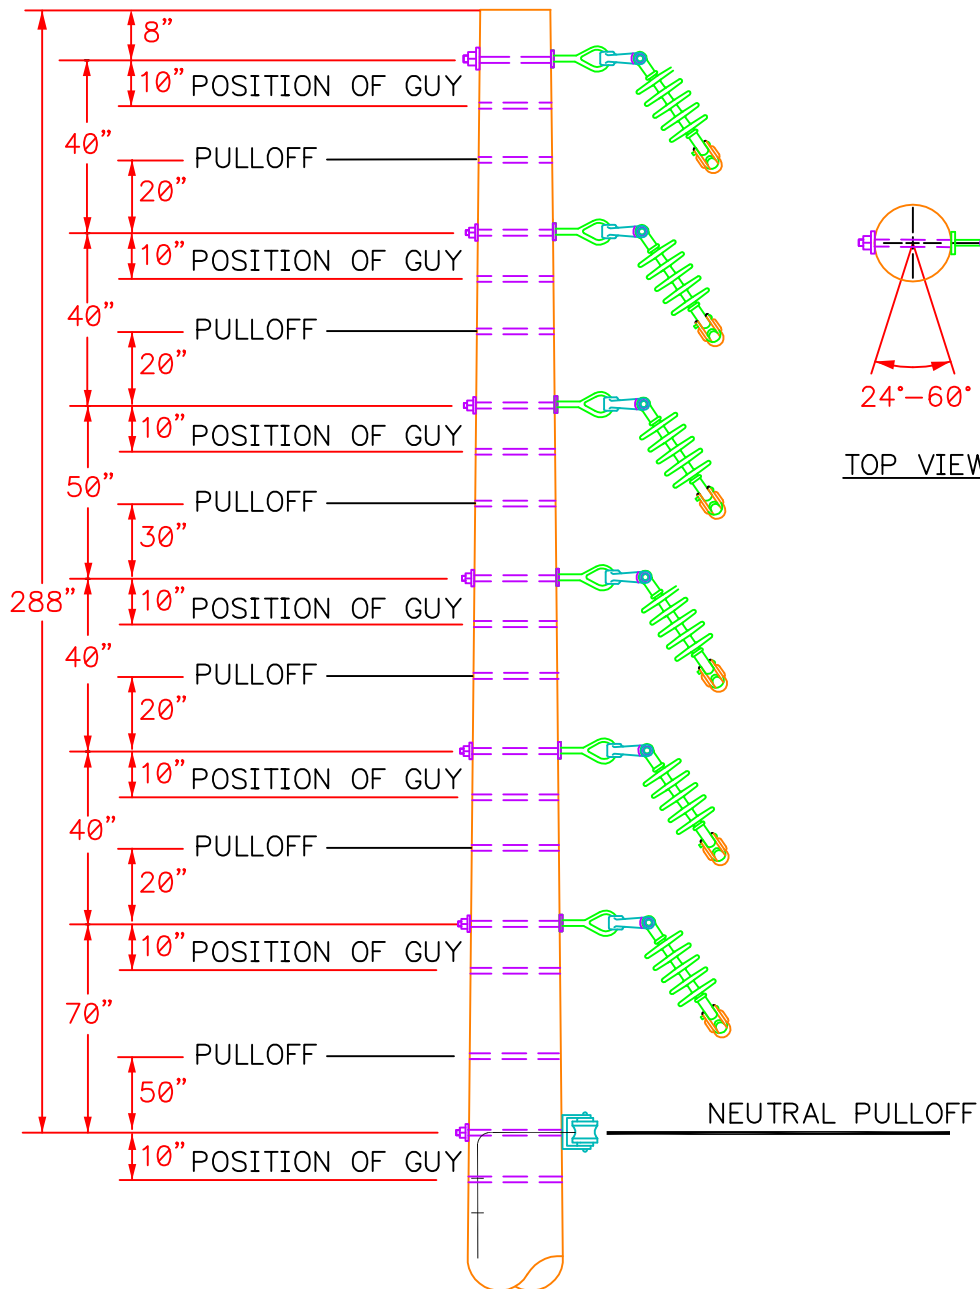 8”
10” POSITION OF GUY
40”
PULLOFF
20”
10” POSITION OF GUY
40”
PULLOFF
20”
24°–60°
10” POSITION OF GUY
TOP VIEW
50”
PULLOFF
30”
288”
10” POSITION OF GUY
40”
PULLOFF
20”
10” POSITION OF GUY
40”
PULLOFF
20”
10” POSITION OF GUY
70”
PULLOFF
50”
NEUTRAL PULLOFF
10” POSITION OF GUY